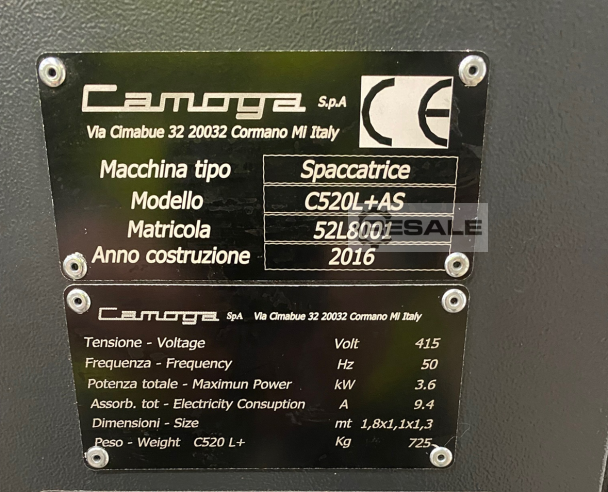 Camoga S.p.A CE
Via Cimabue 32 20032 Cormano Mi Italy
Macchina tipo Spaccatrice
Modello C520L+AS
Matricola 52L8001
Anno costruzione 2016
ESALE
Camoga SpA Via Cimabue 32 20032 Cormano Mi Italy
Tensione - Voltage Volt 415
Frequenza - Frequency Hz 50
Potenza totale - Maximun Power kW 3.6
Assorb. tot - Electricity Consuption A 9.4
Dimensioni - Size mt 1,8x1,1x1,3
Peso - Weight C520 L+ Kg 725